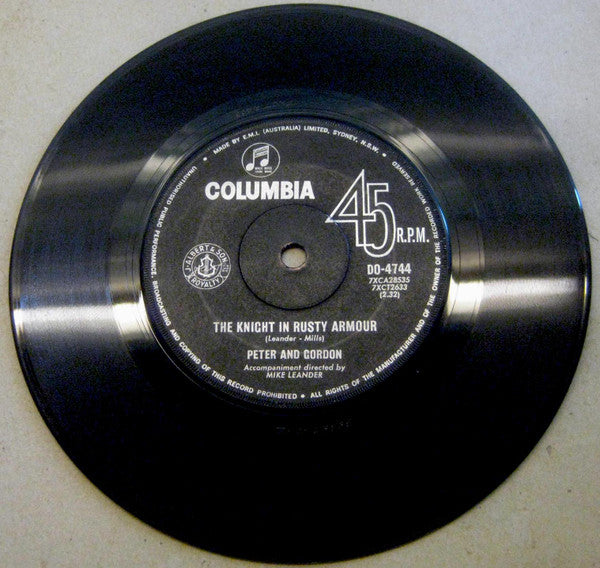 MADE BY E.M.I. (AUSTRALIA) LIMITED, SYDNEY, N.S.W.
COLUMBIA
45 R.P.M.
J. ALBERT & SON
ROYALTY
DO-4744
7XCA28535
7XCT2633
(2.32)
THE KNIGHT IN RUSTY ARMOUR
(Leander - Mills)
PETER AND GORDON
Accompaniment directed by
MIKE LEANDER
UNAUTHORISED PUBLIC PERFORMANCE, BROADCASTING AND COPYING OF THIS RECORD PROHIBITED • ALL RIGHTS OF THE MANUFACTURER AND OF THE OWNER OF THE RECORDED WORK RESERVED